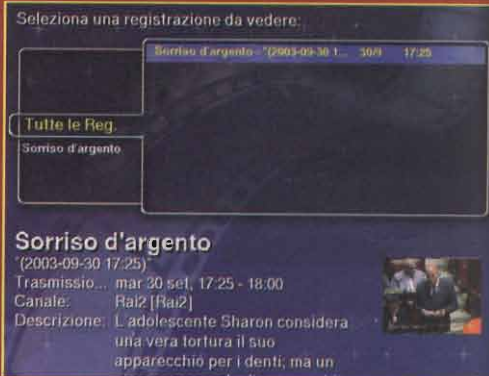 Seleziona una registrazione da vedere:
Sorriso d'argento - "(2003-09-30 1... 30/9 17:25
Tutte le Reg.
Sorriso d'argento
Sorriso d'argento
"(2003-09-30 17:25)"
Trasmissio... mar 30 set, 17:25 - 18:00
Canale: Rai2 [Rai2]
Descrizione: L'adolescente Sharon considera
una vera tortura il suo
apparecchio per i denti; ma un